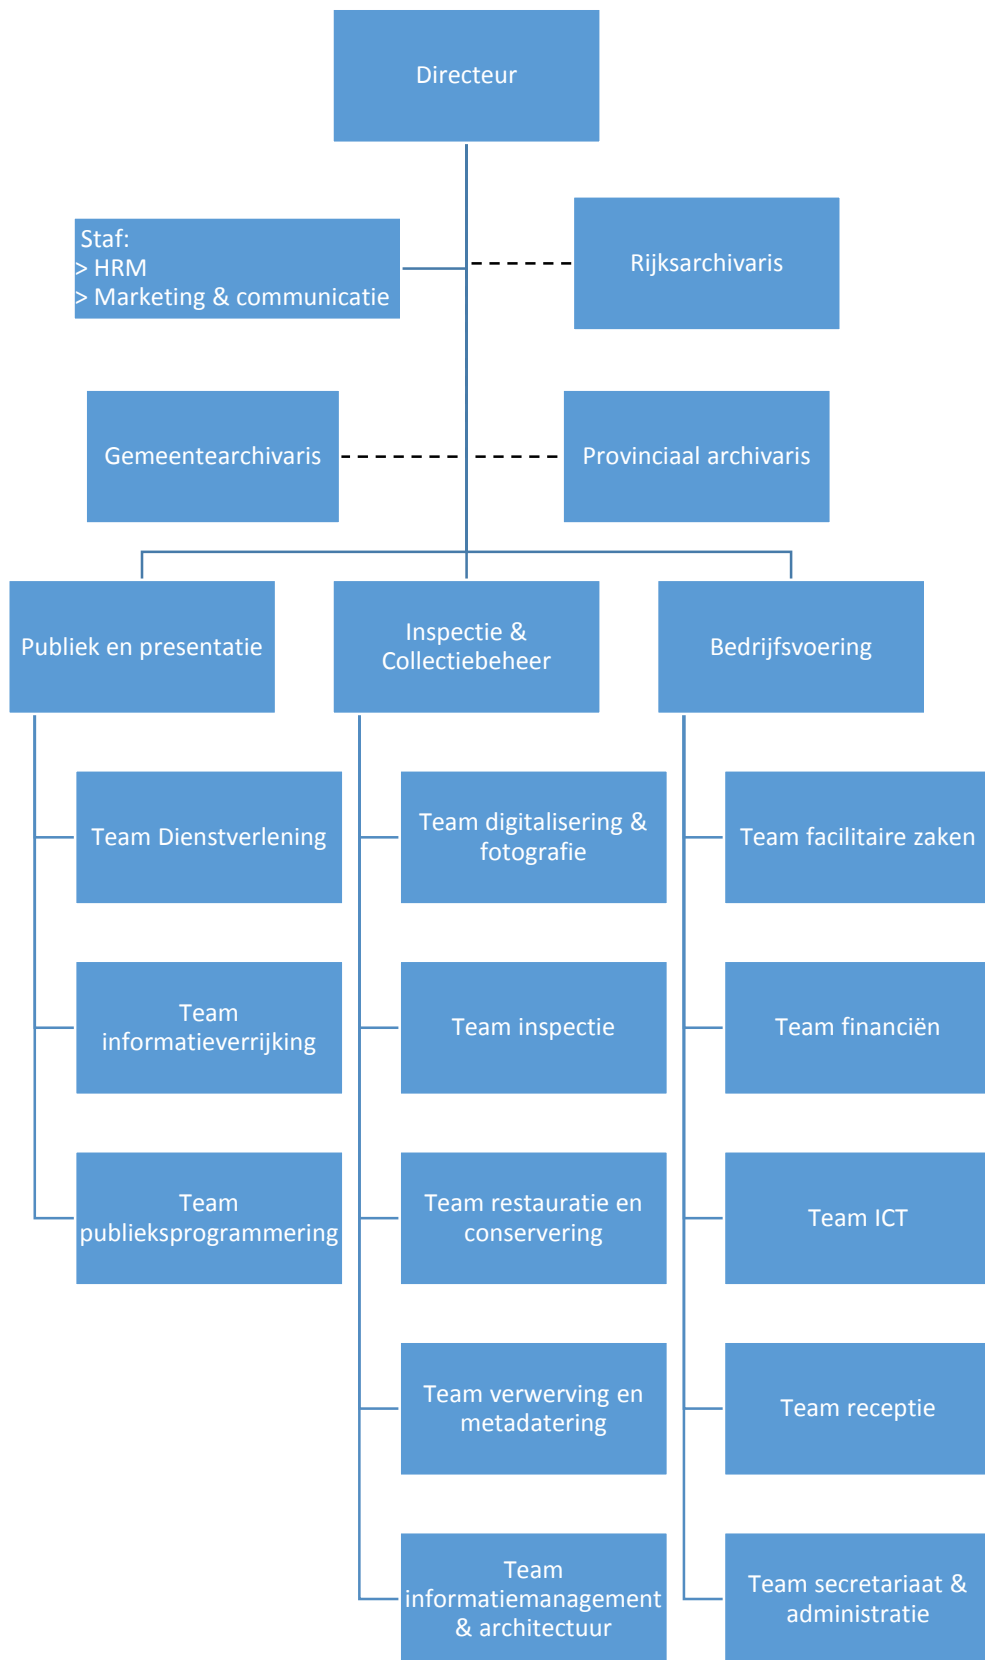 Directeur
Staf:
> HRM
> Marketing & communicatie
Rijksarchivaris
Gemeentearchivaris
Provinciaal archivaris
Publiek en presentatie
Inspectie &
Collectiebeheer
Bedrijfsvoering
Team Dienstverlening
Team digitalisering &
fotografie
Team facilitaire zaken
Team
informatieverrijking
Team inspectie
Team financiën
Team
publieksprogrammering
Team restauratie en
conservering
Team ICT
Team verwerving en
metadatering
Team receptie
Team
informatiemanagement
& architectuur
Team secretariaat &
administratie